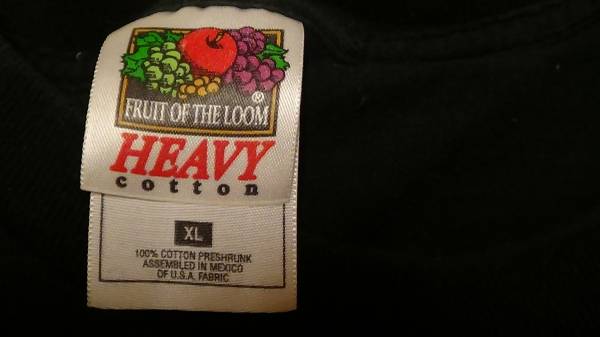 FRUIT OF THE LOOM
®
HEAVY
cotton
XL
100% COTTON PRESHRUNK
ASSEMBLED IN MEXICO
OF U.S.A. FABRIC